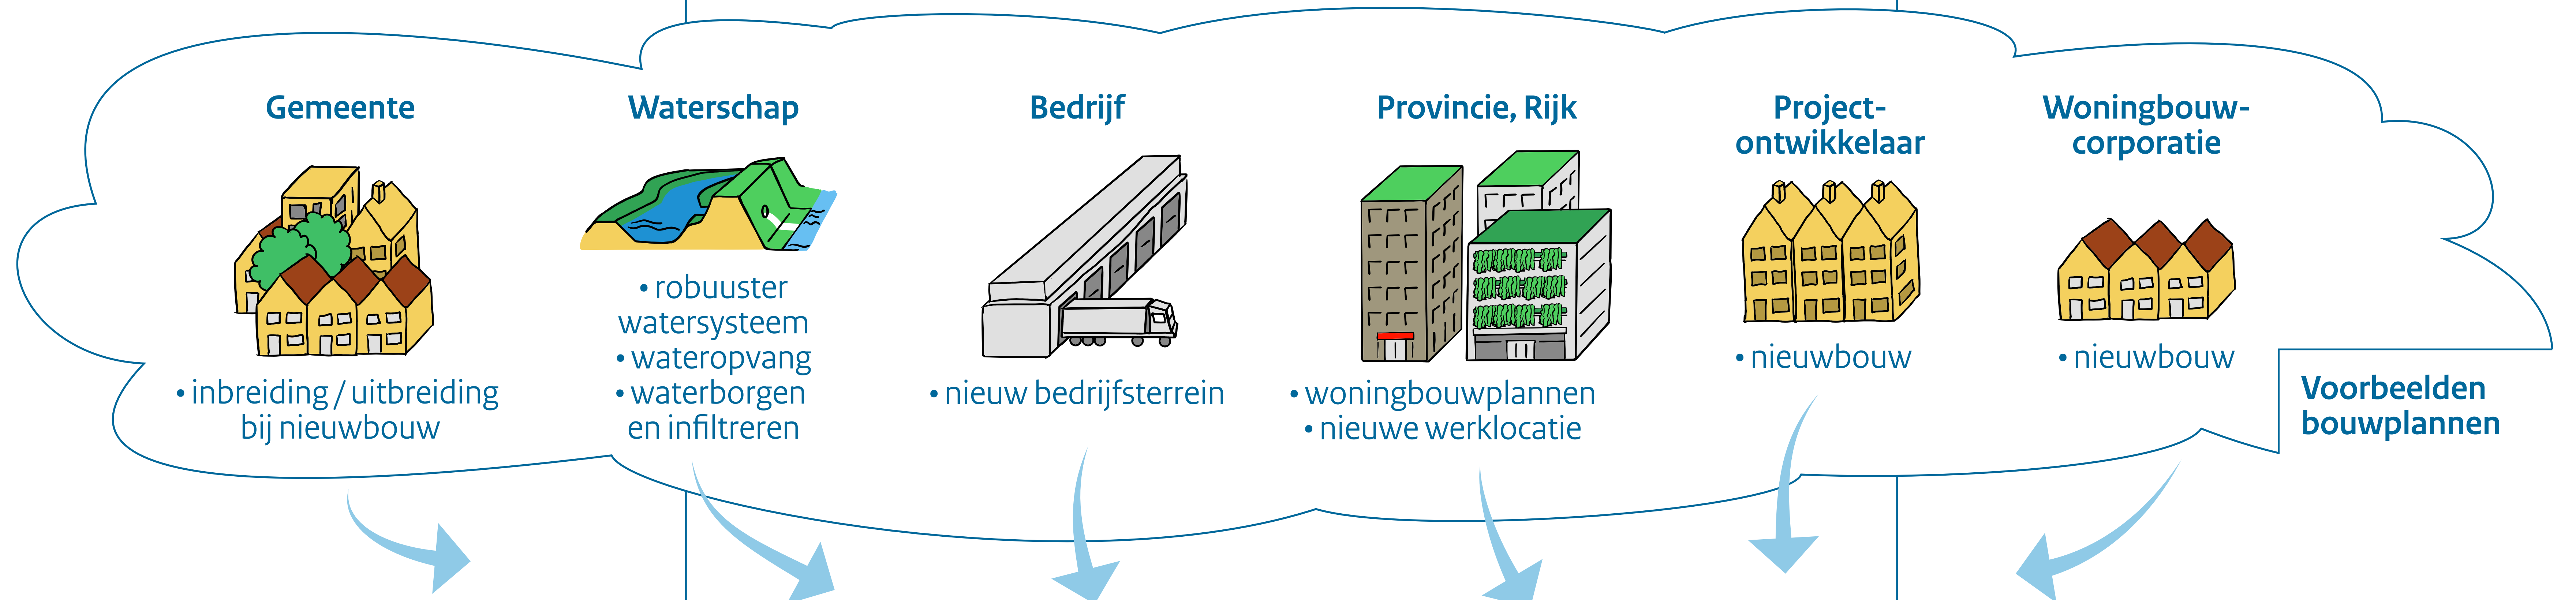 Gemeente
• inbreiding / uitbreiding
bij nieuwbouw
Waterschap
• robuuster
watersysteem
• wateropvang
• waterborgen
en infiltreren
Bedrijf
• nieuw bedrijfsterrein
Provincie, Rijk
• woningbouwplannen
• nieuwe werklocatie
Project-
ontwikkelaar
• nieuwbouw
Woningbouw-
corporatie
• nieuwbouw
Voorbeelden
bouwplannen